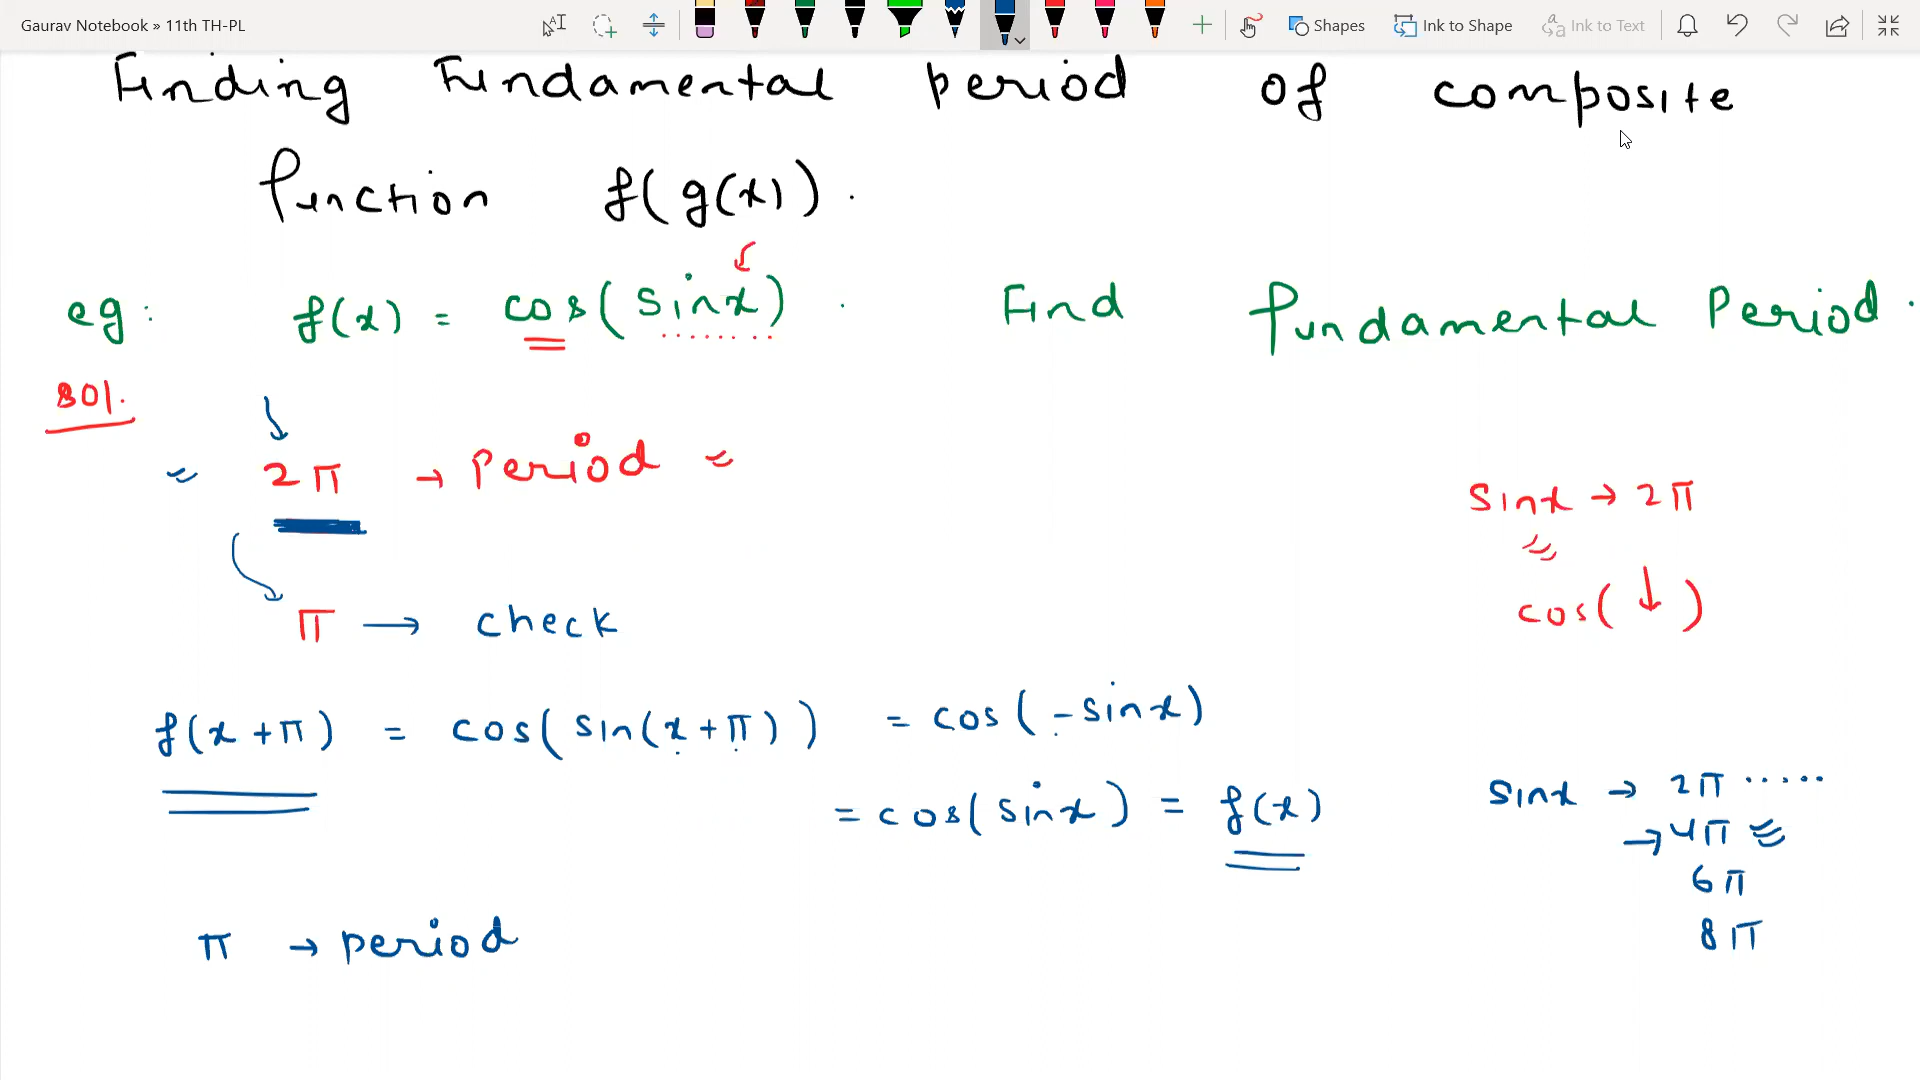 Gaurav Notebook » 11th TH-PL
Shapes
Ink to Shape
Ink to Text
Finding Fundamental period of composite
function f(g(x)).
eg: f(x) = cos(sinx). Find fundamental Period.
sol.
2π → Period
sinx → 2π
cos( ↓ )
π → check
f(x+π) = cos(sin(x+π)) = cos(-sinx)
= cos(sinx) = f(x)
sinx → 2π .....
→ 4π
6π
8π
π → period